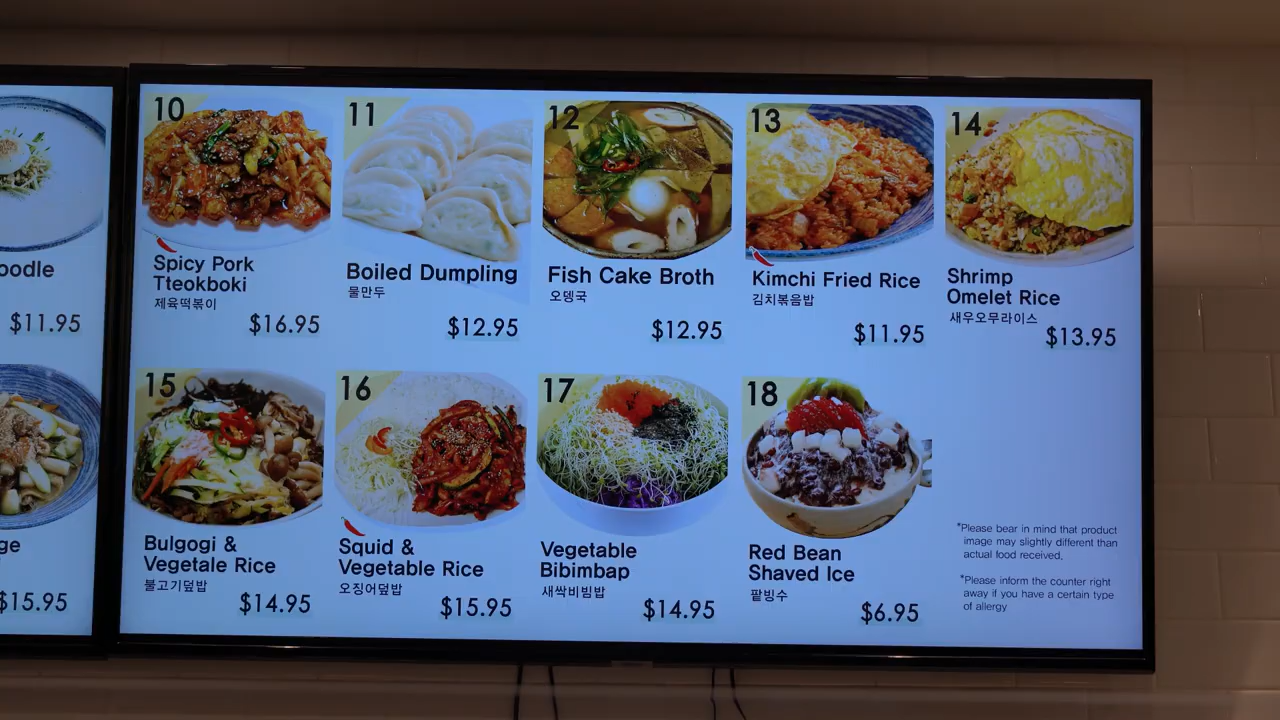 oodle
$11.95
ge
$15.95
10
Spicy Pork
Tteokboki
제육떡볶이
$16.95
11
Boiled Dumpling
물만두
$12.95
12
Fish Cake Broth
오뎅국
$12.95
13
Kimchi Fried Rice
김치볶음밥
$11.95
14
Shrimp
Omelet Rice
새우오무라이스
$13.95
15
Bulgogi &
Vegetale Rice
불고기덮밥
$14.95
16
Squid &
Vegetable Rice
오징어덮밥
$15.95
17
Vegetable
Bibimbap
새싹비빔밥
$14.95
18
Red Bean
Shaved Ice
팥빙수
$6.95
*Please bear in mind that product
image may slightly different than
actual food received.
*Please inform the counter right
away if you have a certain type
of allergy